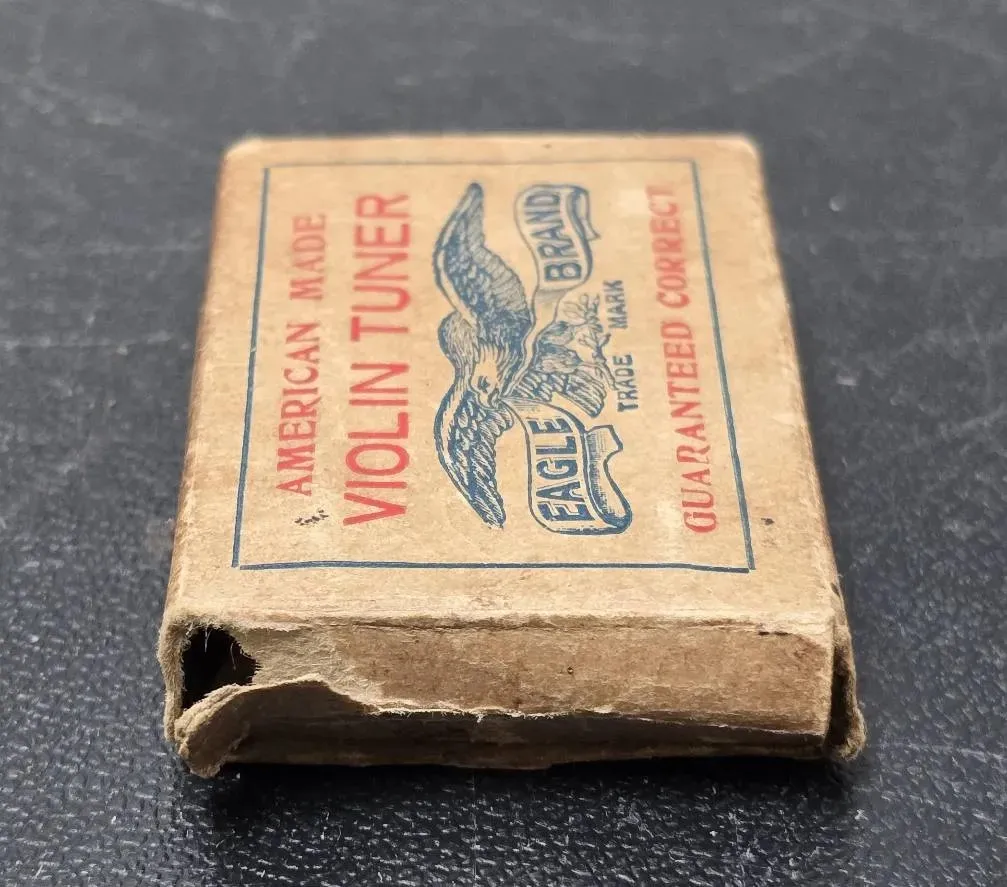 AMERICAN MADE
VIOLIN TUNER
EAGLE BRAND
TRADE MARK
GUARANTEED CORRECT